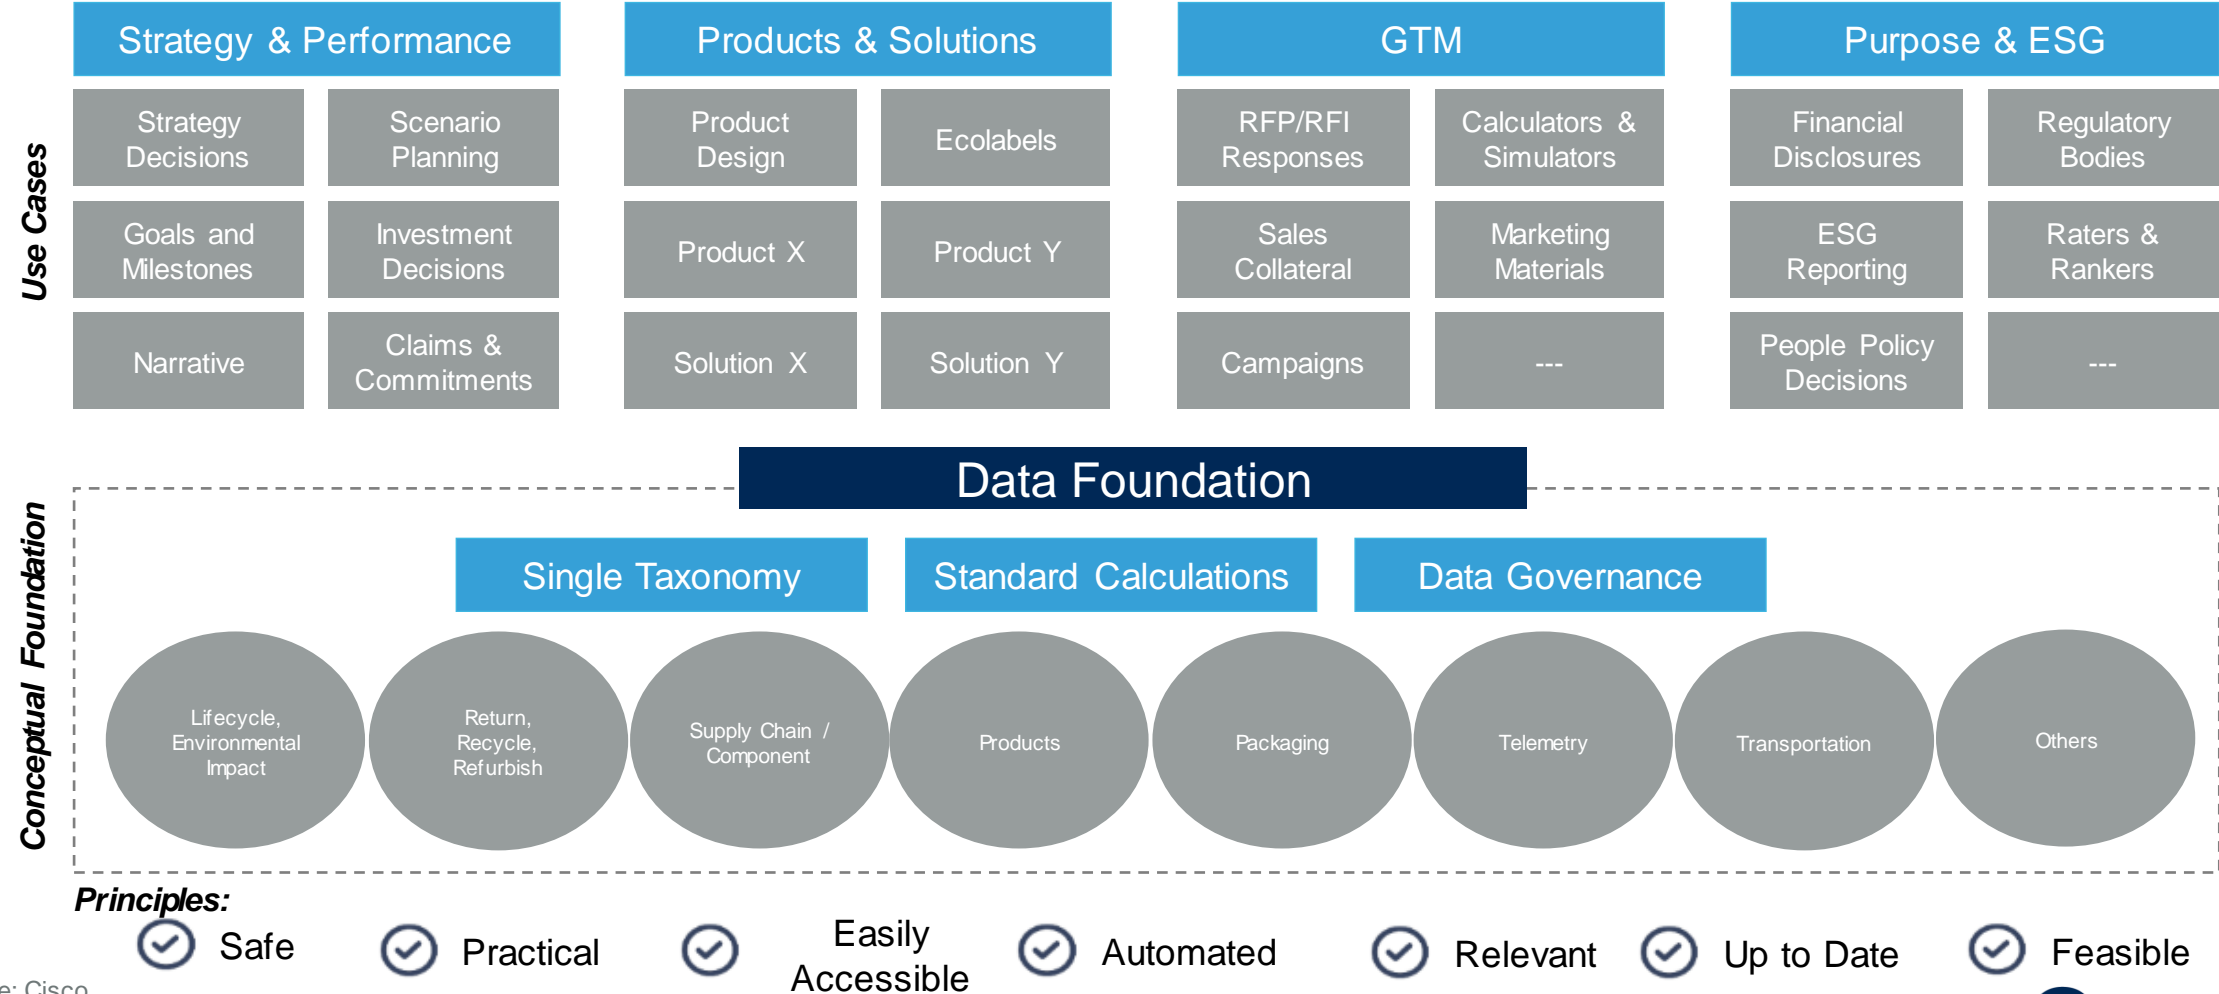 Strategy & Performance
Products & Solutions
GTM
Purpose & ESG
Use Cases
Strategy
Decisions
Scenario
Planning
Product
Design
Ecolabels
RFP/RFI
Responses
Calculators &
Simulators
Financial
Disclosures
Regulatory
Bodies
Goals and
Milestones
Investment
Decisions
Product X
Product Y
Sales
Collateral
Marketing
Materials
ESG
Reporting
Raters &
Rankers
Narrative
Claims &
Commitments
Solution X
Solution Y
Campaigns
---
People Policy
Decisions
---
Data Foundation
Conceptual Foundation
Single Taxonomy
Standard Calculations
Data Governance
Lifecycle,
Environmental
Impact
Return,
Recycle,
Refurbish
Supply Chain /
Component
Products
Packaging
Telemetry
Transportation
Others
Principles:
Safe
Practical
Easily
Accessible
Automated
Relevant
Up to Date
Feasible
e: Cisco